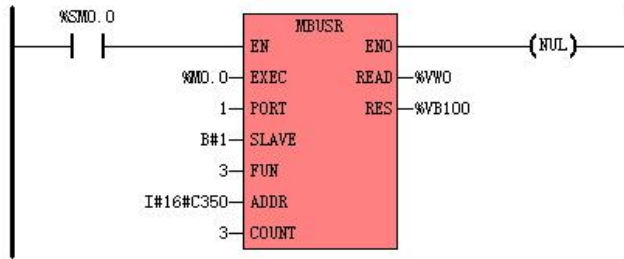 %SM0.0
MBUSR
EN ENO (NUL)
%M0.0 EXEC READ %VW0
1 PORT RES %VB100
B#1 SLAVE
3 FUN
I#16#C350 ADDR
3 COUNT